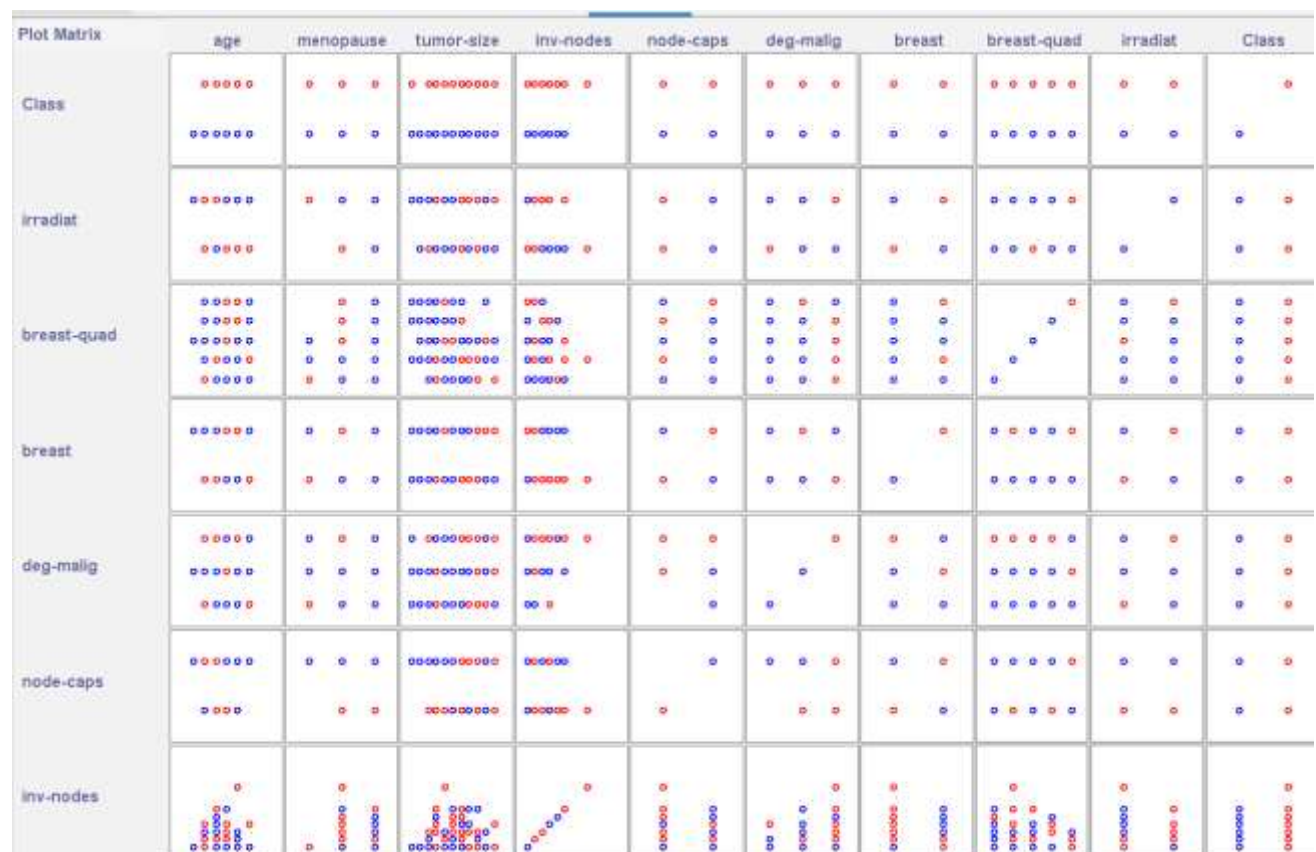 Plot Matrix age menopause tumor-size inv-nodes node-caps deg-malig breast breast-quad irradiat Class
Class
irradiat
breast-quad
breast
deg-malig
node-caps
inv-nodes